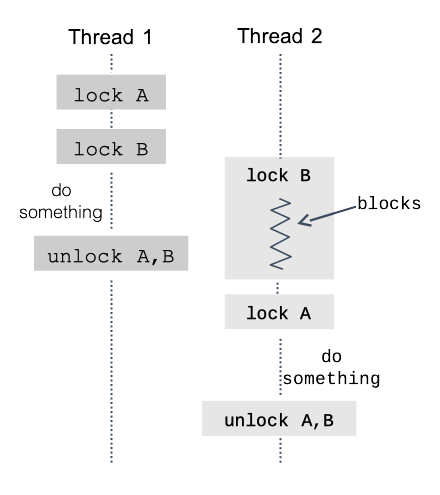 Thread 1
lock A
lock B
do
something
unlock A,B
Thread 2
lock B
blocks
lock A
do
something
unlock A,B